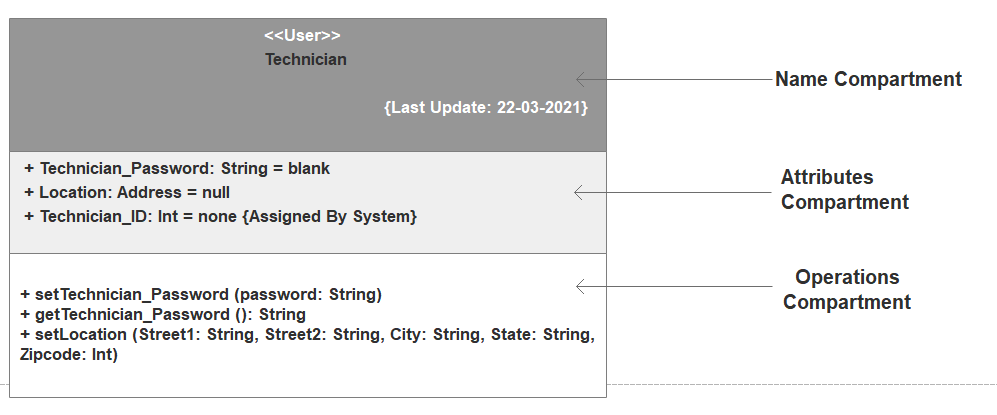 <<User>>
Technician
{Last Update: 22-03-2021}
Name Compartment
+ Technician_Password: String = blank
+ Location: Address = null
+ Technician_ID: Int = none {Assigned By System}
Attributes
Compartment
+ setTechnician_Password (password: String)
+ getTechnician_Password (): String
+ setLocation (Street1: String, Street2: String, City: String, State: String,
Zipcode: Int)
Operations
Compartment